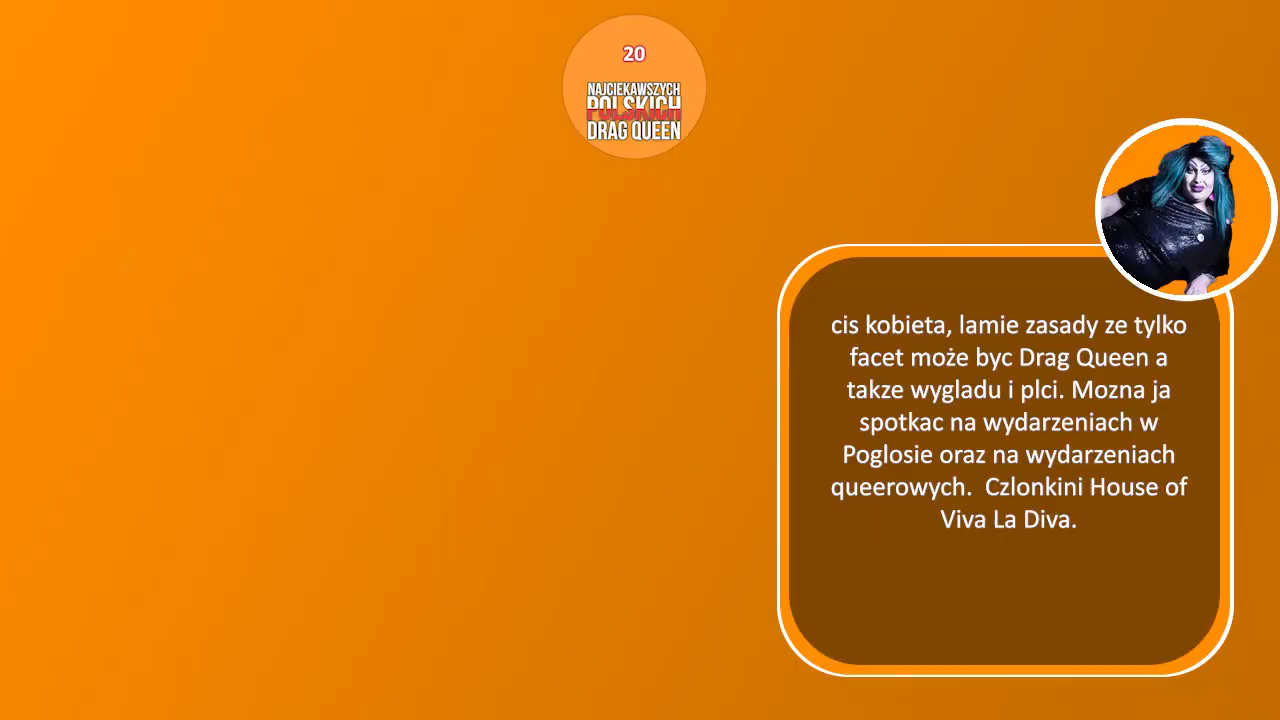 20
NAJCIEKAWSZYCH
POLSKICH
DRAG QUEEN
cis kobieta, lamie zasady ze tylko
facet może byc Drag Queen a
takze wygladu i plci. Mozna ja
spotkac na wydarzeniach w
Poglosie oraz na wydarzeniach
queerowych.  Czlonkini House of
Viva La Diva.